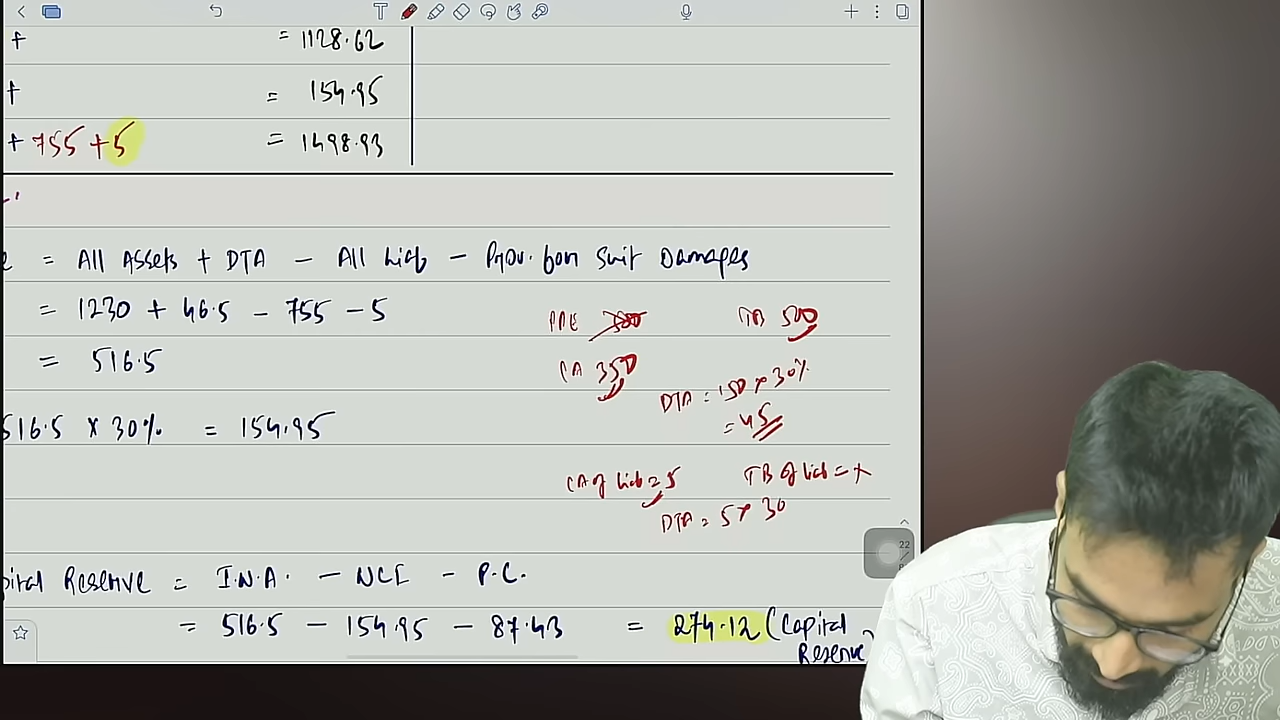 + = 1128.62
+ = 154.95
+ 755 + 5 = 1498.93
= All Assets + DTA - All Liab - Prov. for Suit Damages
= 1230 + 46.5 - 755 - 5
PPE 300 TB 500
= 516.5
CA 350
DTA = 150 × 30%
= 45
516.5 × 30% = 154.95
CA of Liab = 5 TB of Liab = x
DTA = 5 × 30
22
pital Reserve = I.N.A. - NCI - P.C.
= 516.5 - 154.95 - 87.43 = 274.12 (Capital
Reserve)